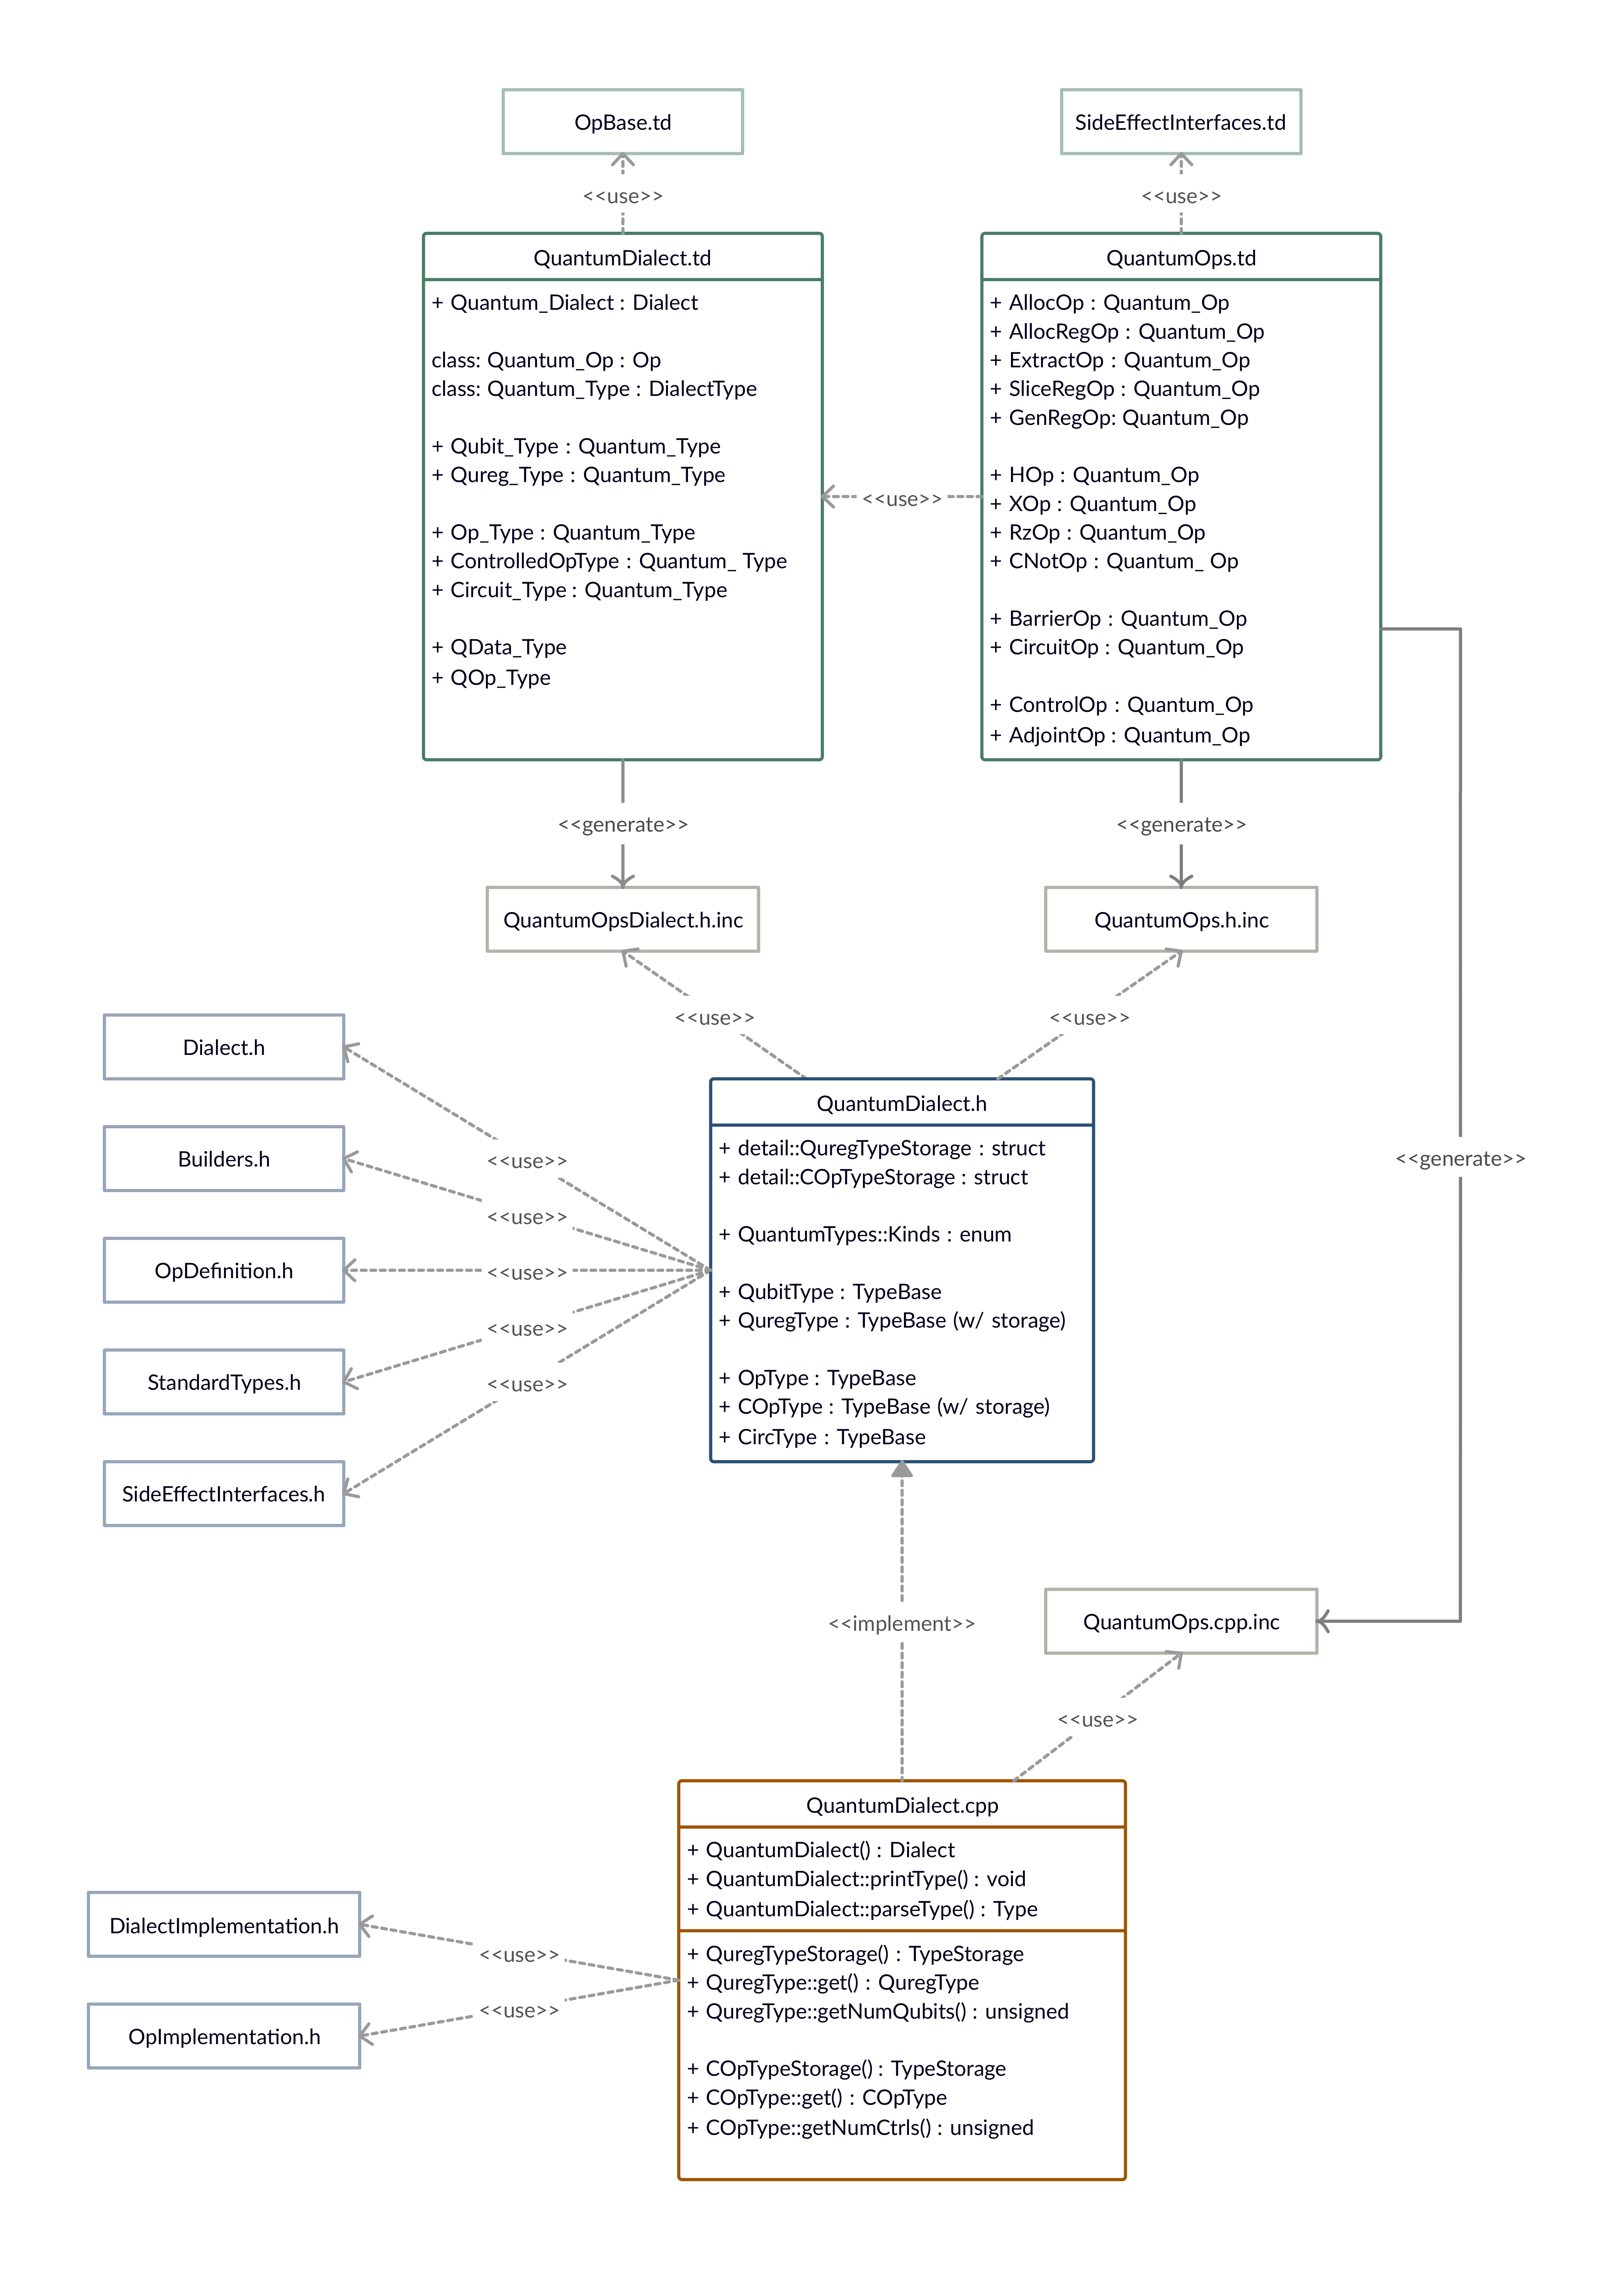 OpBase.td
SideEffectInterfaces.td
<<use>>
<<use>>
QuantumDialect.td
+ Quantum_Dialect : Dialect
class: Quantum_Op : Op
class: Quantum_Type : DialectType
+ Qubit_Type : Quantum_Type
+ Qureg_Type : Quantum_Type
+ Op_Type : Quantum_Type
+ ControlledOpType : Quantum_ Type
+ Circuit_Type : Quantum_Type
+ QData_Type
+ QOp_Type
<<use>>
QuantumOps.td
+ AllocOp : Quantum_Op
+ AllocRegOp : Quantum_Op
+ ExtractOp : Quantum_Op
+ SliceRegOp : Quantum_Op
+ GenRegOp: Quantum_Op
+ HOp : Quantum_Op
+ XOp : Quantum_Op
+ RzOp : Quantum_Op
+ CNotOp : Quantum_ Op
+ BarrierOp : Quantum_Op
+ CircuitOp : Quantum_Op
+ ControlOp : Quantum_Op
+ AdjointOp : Quantum_Op
<<generate>>
<<generate>>
QuantumOpsDialect.h.inc
QuantumOps.h.inc
<<use>>
<<use>>
Dialect.h
Builders.h
OpDefinition.h
StandardTypes.h
SideEffectInterfaces.h
<<use>>
<<use>>
<<use>>
<<use>>
<<use>>
QuantumDialect.h
+ detail::QuregTypeStorage : struct
+ detail::COpTypeStorage : struct
+ QuantumTypes::Kinds : enum
+ QubitType : TypeBase
+ QuregType : TypeBase (w/ storage)
+ OpType : TypeBase
+ COpType : TypeBase (w/ storage)
+ CircType : TypeBase
<<generate>>
<<implement>>
QuantumOps.cpp.inc
<<use>>
QuantumDialect.cpp
+ QuantumDialect() : Dialect
+ QuantumDialect::printType() : void
+ QuantumDialect::parseType() : Type
+ QuregTypeStorage() : TypeStorage
+ QuregType::get() : QuregType
+ QuregType::getNumQubits() : unsigned
+ COpTypeStorage() : TypeStorage
+ COpType::get() : COpType
+ COpType::getNumCtrls() : unsigned
DialectImplementation.h
<<use>>
OpImplementation.h
<<use>>